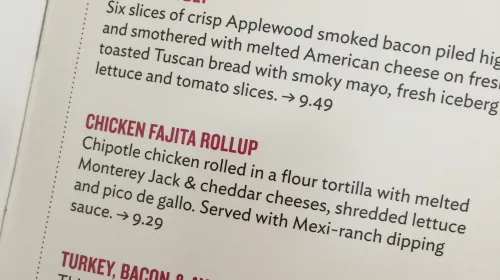 Six slices of crisp Applewood smoked bacon piled
and smothered with melted American cheese on
toasted Tuscan bread with smoky mayo, fresh iceberg
lettuce and tomato slices. → 9.49
CHICKEN FAJITA ROLLUP
Chipotle chicken rolled in a flour tortilla with melted
Monterey Jack & cheddar cheeses, shredded lettuce
and pico de gallo. Served with Mexi-ranch dipping
sauce. → 9.29
TURKEY, BACON &